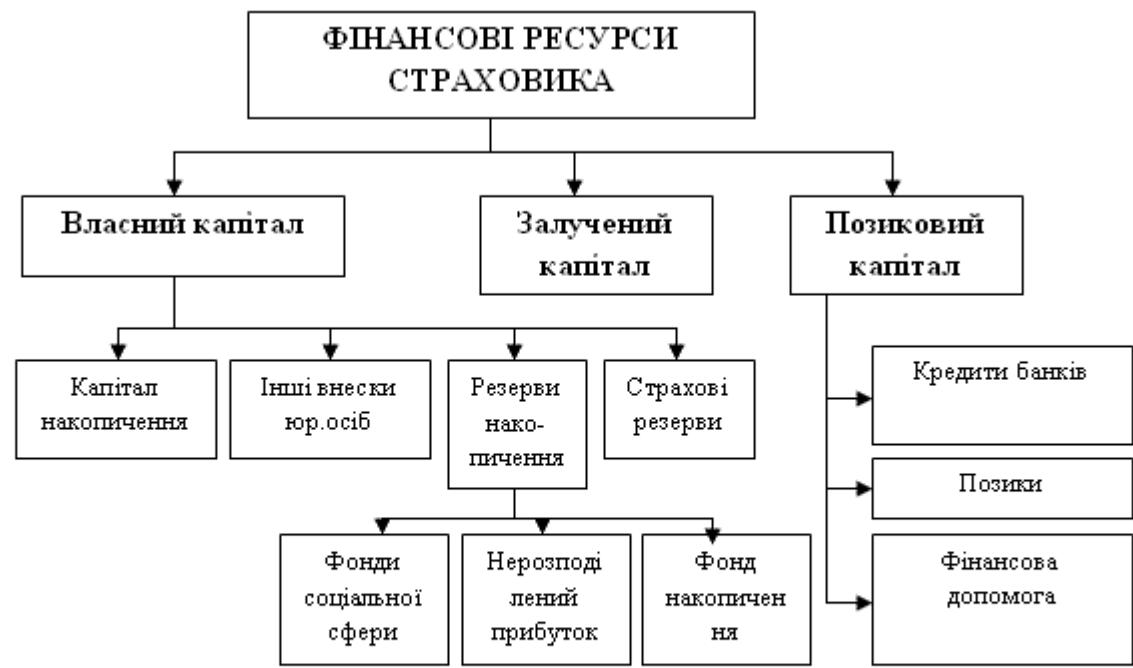 ФІНАНСОВІ РЕСУРСИ
СТРАХОВИКА
Власний капітал
Залучений
капітал
Позиковий
капітал
Капітал
накопичення
Інші внески
юр.осіб
Резерви
нако-
пичення
Страхові
резерви
Кредити банків
Позики
Фінансова
допомога
Фонди
соціальної
сфери
Нерозподі
лений
прибуток
Фонд
накопичен
ня